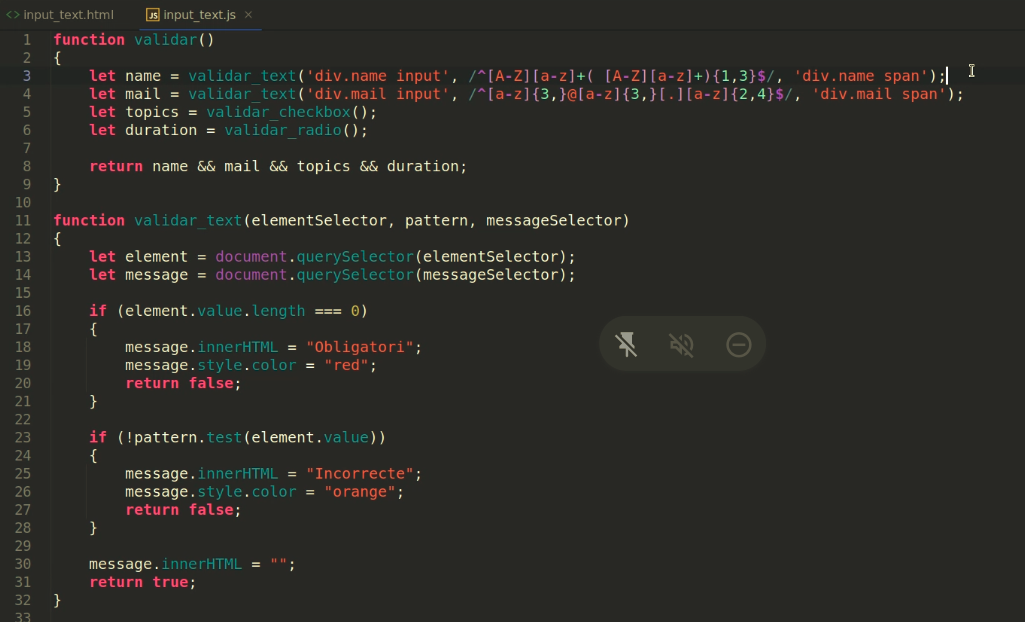 <> input_text.html JS input_text.js ×
1 function validar()
2 {
3     let name = validar_text('div.name input', /^[A-Z][a-z]+( [A-Z][a-z]+){1,3}$/, 'div.name span');
4     let mail = validar_text('div.mail input', /^[a-z]{3,}@[a-z]{3,}[.][a-z]{2,4}$/, 'div.mail span');
5     let topics = validar_checkbox();
6     let duration = validar_radio();
7
8     return name && mail && topics && duration;
9 }
10
11 function validar_text(elementSelector, pattern, messageSelector)
12 {
13     let element = document.querySelector(elementSelector);
14     let message = document.querySelector(messageSelector);
15
16     if (element.value.length === 0)
17     {
18         message.innerHTML = "Obligatori";
19         message.style.color = "red";
20         return false;
21     }
22
23     if (!pattern.test(element.value))
24     {
25         message.innerHTML = "Incorrecte";
26         message.style.color = "orange";
27         return false;
28     }
29
30     message.innerHTML = "";
31     return true;
32 }
33